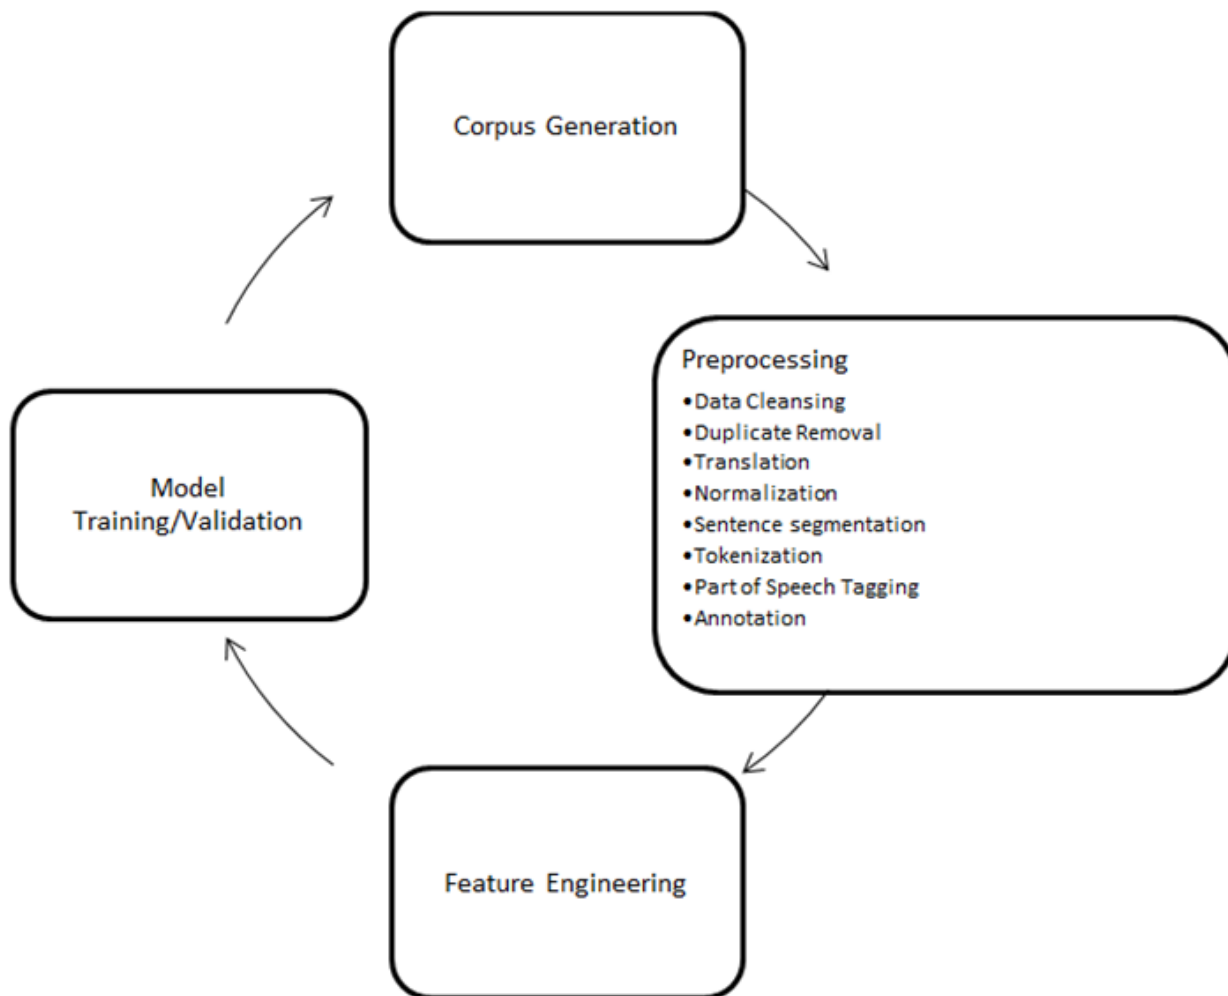 Corpus Generation
Preprocessing
•Data Cleansing
•Duplicate Removal
•Translation
•Normalization
•Sentence segmentation
•Tokenization
•Part of Speech Tagging
•Annotation
Model
Training/Validation
Feature Engineering